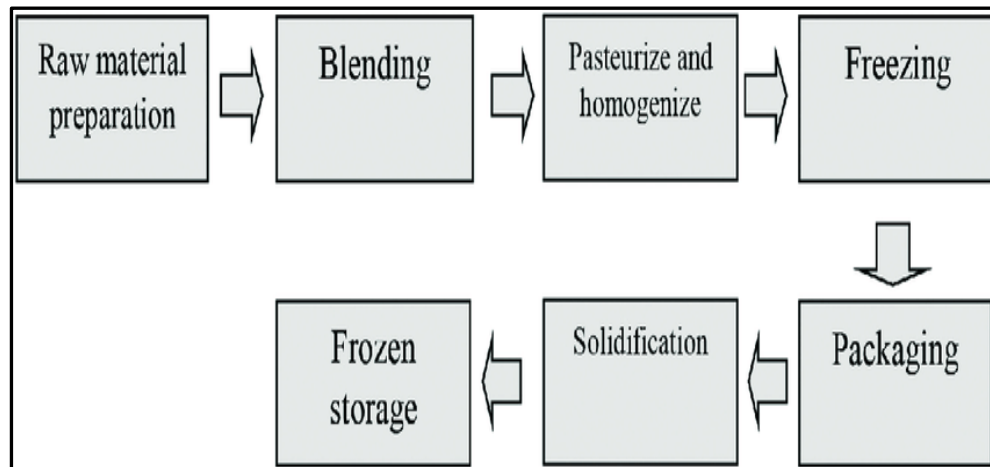 Raw material
preparation
Blending
Pasteurize and
homogenize
Freezing
Packaging
Solidification
Frozen
storage